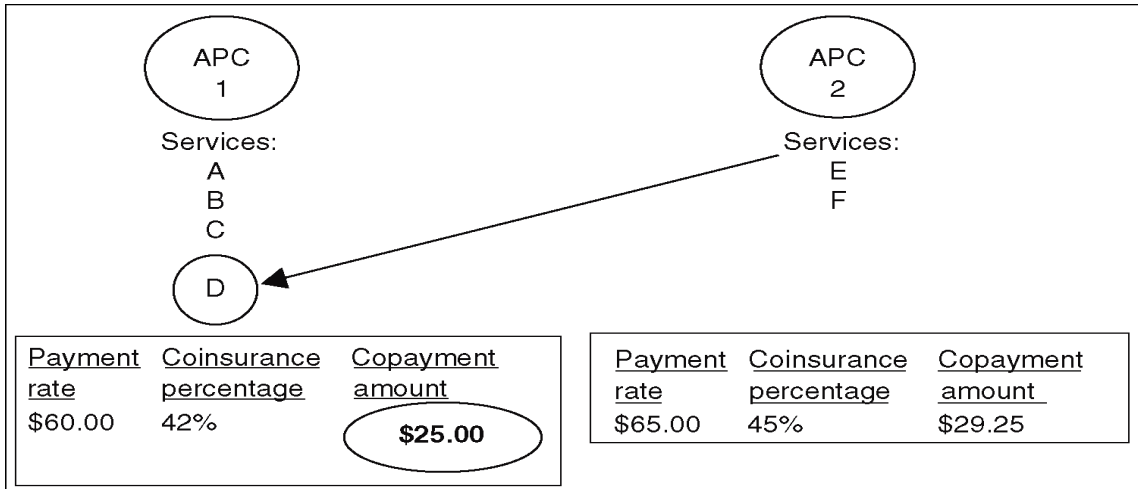 APC
1
Services:
A
B
C
D
Payment Coinsurance Copayment
rate percentage amount
$60.00 42% $25.00
APC
2
Services:
E
F
Payment Coinsurance Copayment
rate percentage amount
$65.00 45% $29.25